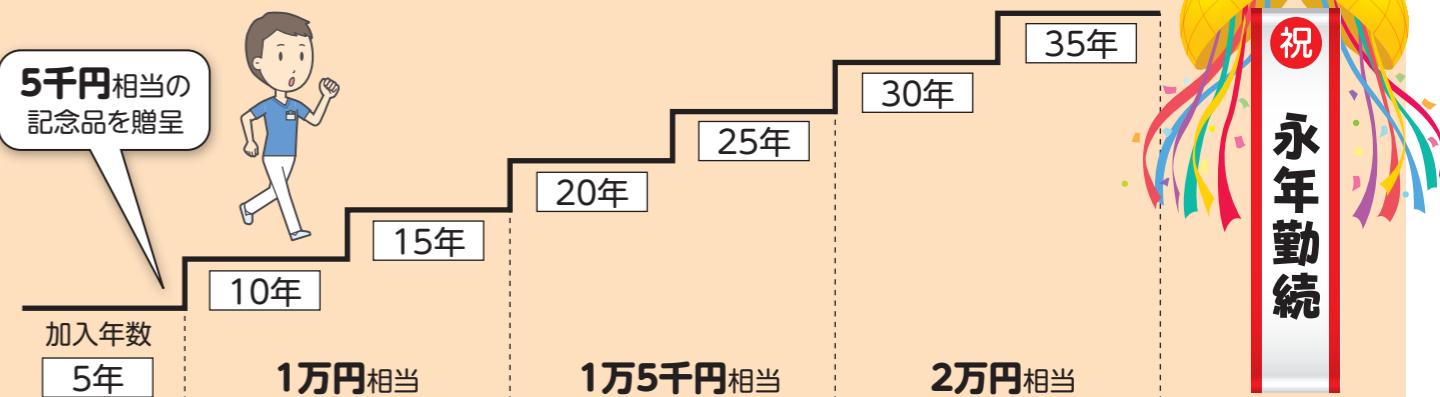 5千円相当の
記念品を贈呈
加入年数
5年
10年
15年
20年
25年
30年
35年
1万円相当
1万5千円相当
2万円相当
祝
永年勤続